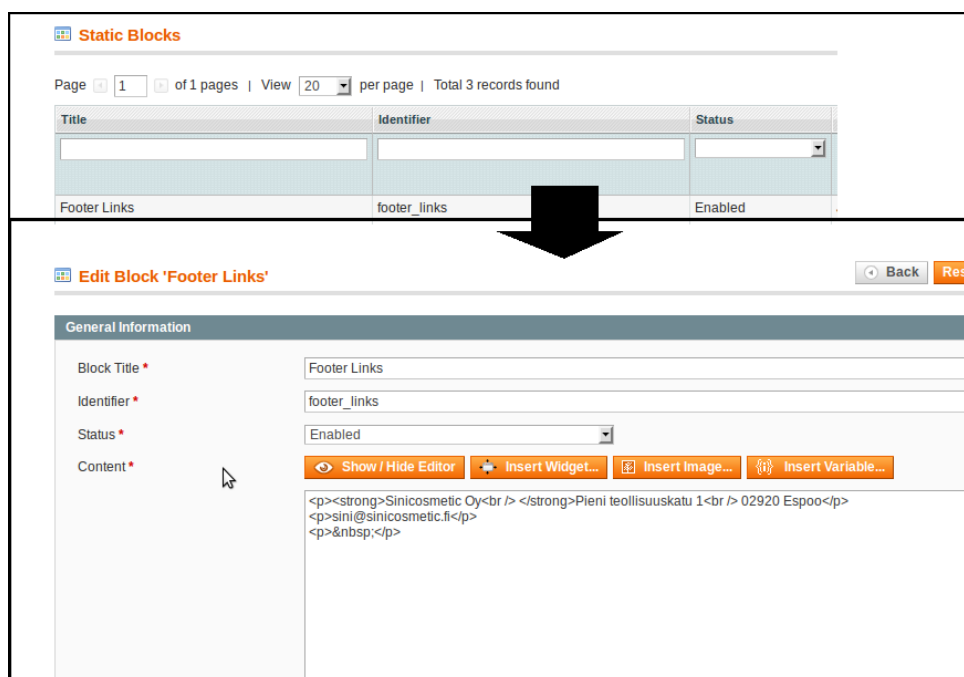 Static Blocks
Page 1 of 1 pages | View 20 per page | Total 3 records found
Title Identifier Status
Footer Links footer_links Enabled
Edit Block 'Footer Links' Back Res
General Information
Block Title * Footer Links
Identifier * footer_links
Status * Enabled
Content * Show / Hide Editor Insert Widget... Insert Image... Insert Variable...
<p><strong>Sinicosmetic Oy<br /> </strong>Pieni teollisuuskatu 1<br /> 02920 Espoo</p>
<p>sini@sinicosmetic.fi</p>
<p>&nbsp;</p>